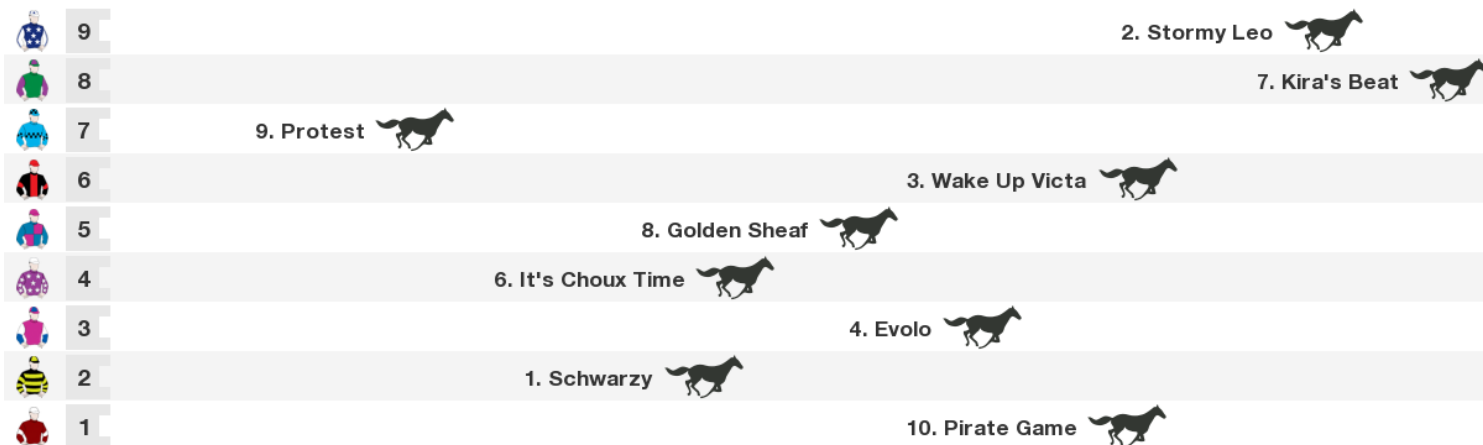 9 2. Stormy Leo
8 7. Kira's Beat
7 9. Protest
6 3. Wake Up Victa
5 8. Golden Sheaf
4 6. It's Choux Time
3 4. Evolo
2 1. Schwarzy
1 10. Pirate Game